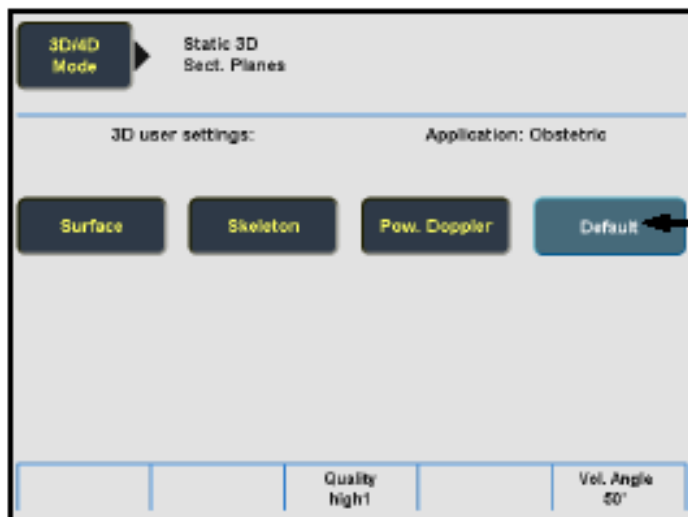 3D/4D
Mode
Static 3D
Sect. Planes
3D user settings:
Application: Obstetric
Surface
Skeleton
Pow. Doppler
Default
Quality
high1
Vol. Angle
50°